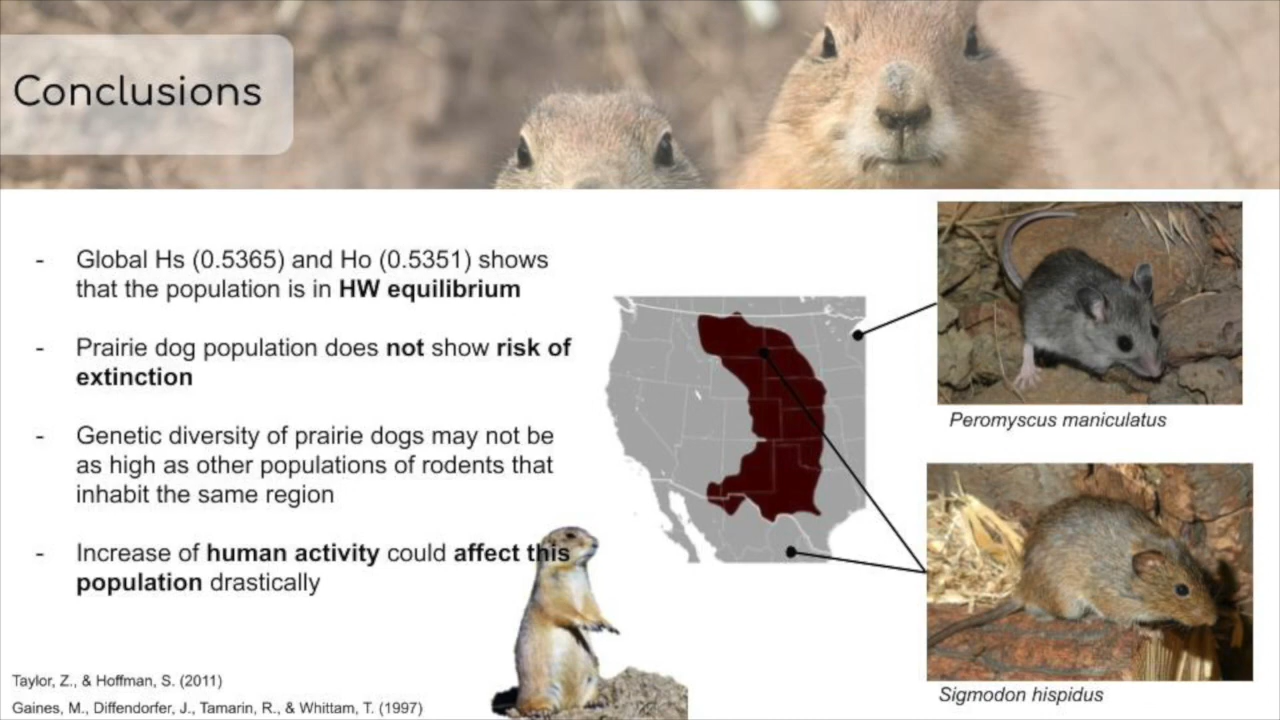 Conclusions
- Global Hs (0.5365) and Ho (0.5351) shows
that the population is in HW equilibrium
- Prairie dog population does not show risk of
extinction
- Genetic diversity of prairie dogs may not be
as high as other populations of rodents that
inhabit the same region
- Increase of human activity could affect this
population drastically
Peromyscus maniculatus
Sigmodon hispidus
Taylor, Z., & Hoffman, S. (2011)
Gaines, M., Diffendorfer, J., Tamarin, R., & Whittam, T. (1997)